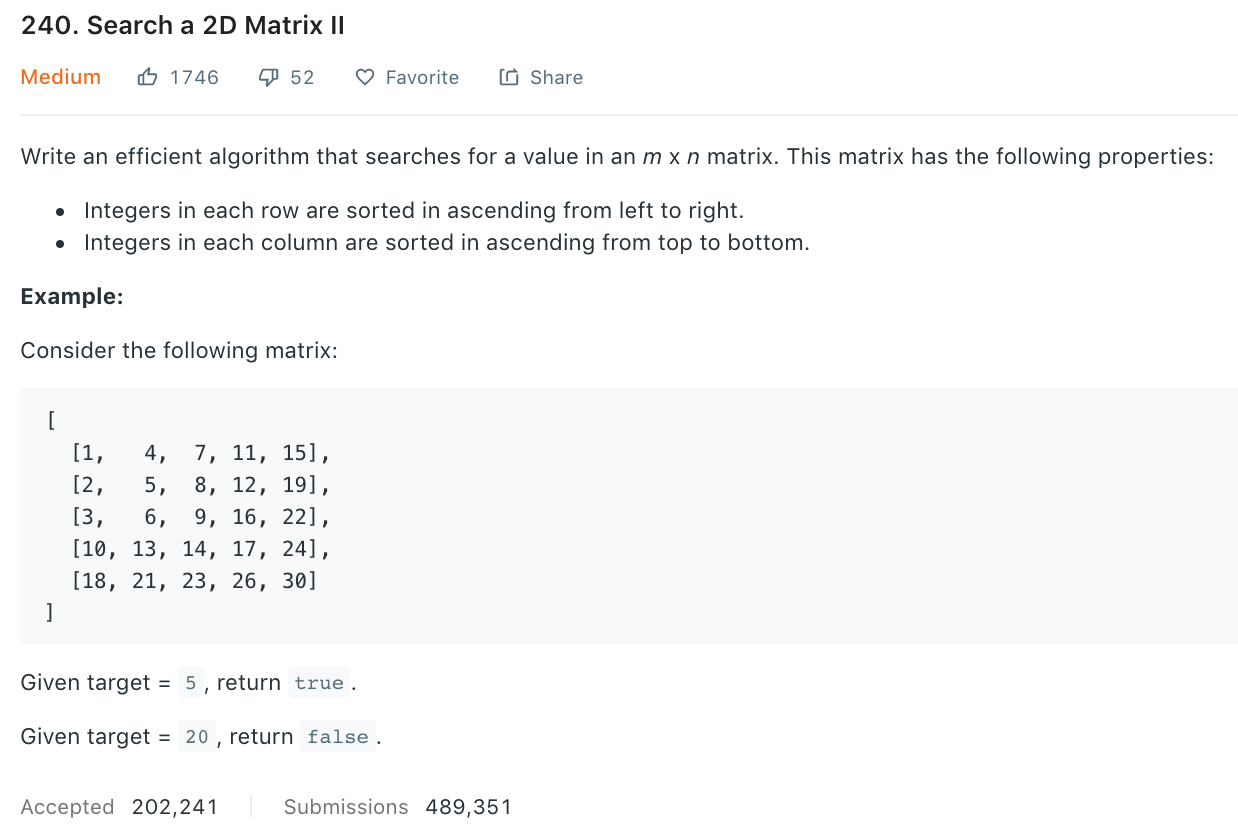 240. Search a 2D Matrix II
Medium 1746 52 Favorite Share
Write an efficient algorithm that searches for a value in an m x n matrix. This matrix has the following properties:
• Integers in each row are sorted in ascending from left to right.
• Integers in each column are sorted in ascending from top to bottom.
Example:
Consider the following matrix:
[
  [1,   4,  7, 11, 15],
  [2,   5,  8, 12, 19],
  [3,   6,  9, 16, 22],
  [10, 13, 14, 17, 24],
  [18, 21, 23, 26, 30]
]
Given target = 5, return true.
Given target = 20, return false.
Accepted 202,241 Submissions 489,351